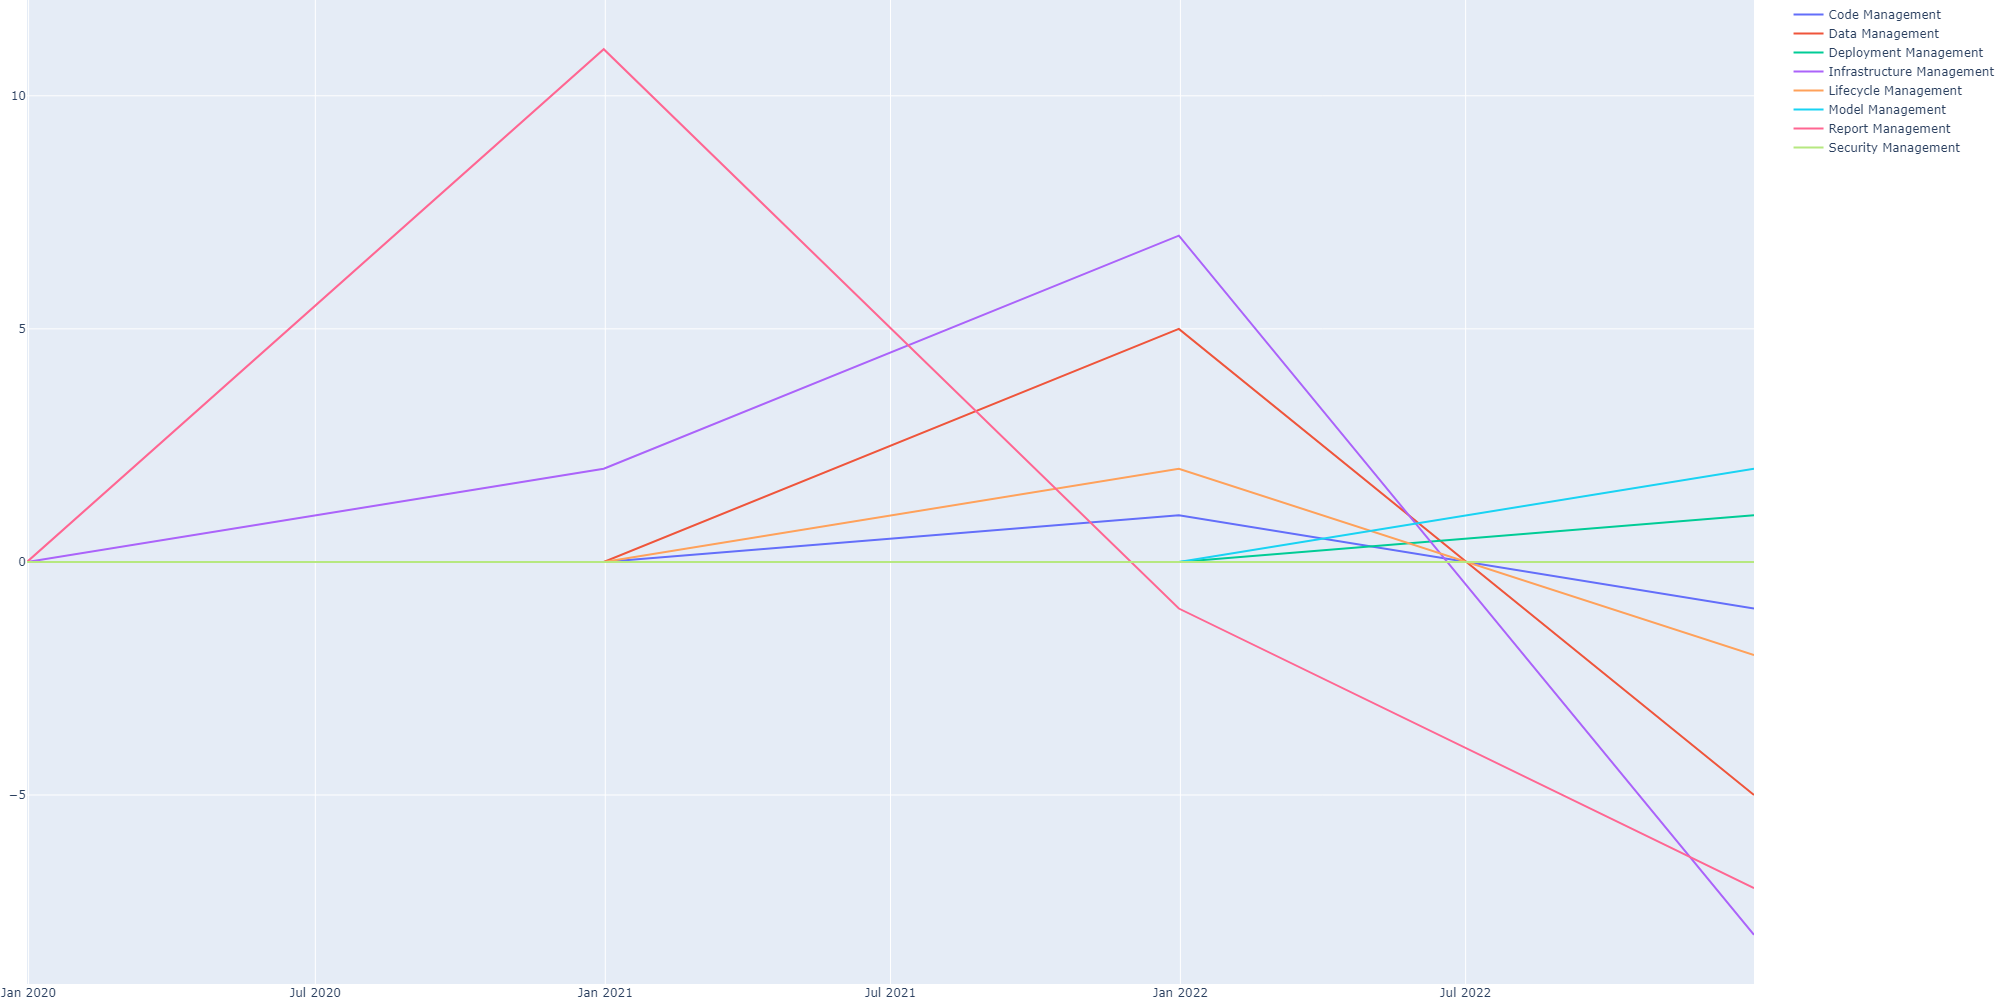 Code Management
Data Management
Deployment Management
Infrastructure Management
Lifecycle Management
Model Management
Report Management
Security Management
10
5
0
−5
Jan 2020
Jul 2020
Jan 2021
Jul 2021
Jan 2022
Jul 2022